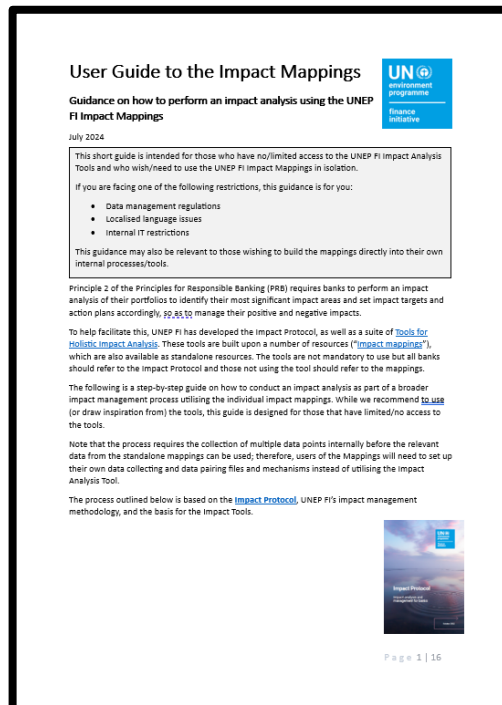 User Guide to the Impact Mappings
UN
environment
programme
finance
initiative
Guidance on how to perform an impact analysis using the UNEP
FI Impact Mappings
July 2024
This short guide is intended for those who have no/limited access to the UNEP FI Impact Analysis
Tools and who wish/need to use the UNEP FI Impact Mappings in isolation.
If you are facing one of the following restrictions, this guidance is for you:
• Data management regulations
• Localised language issues
• Internal IT restrictions
This guidance may also be relevant to those wishing to build the mappings directly into their own
internal processes/tools.
Principle 2 of the Principles for Responsible Banking (PRB) requires banks to perform an impact
analysis of their portfolios to identify their most significant impact areas and set impact targets and
action plans accordingly, so as to manage their positive and negative impacts.
To help facilitate this, UNEP FI has developed the Impact Protocol, as well as a suite of Tools for
Holistic Impact Analysis. These tools are built upon a number of resources (“Impact mappings”),
which are also available as standalone resources. The tools are not mandatory to use but all banks
should refer to the Impact Protocol and those not using the tool should refer to the mappings.
The following is a step-by-step guide on how to conduct an impact analysis as part of a broader
impact management process utilising the individual impact mappings. While we recommend to use
(or draw inspiration from) the tools, this guide is designed for those that have limited/no access to
the tools.
Note that the process requires the collection of multiple data points internally before the relevant
data from the standalone mappings can be used; therefore, users of the Mappings will need to set up
their own data collecting and data pairing files and mechanisms instead of utilising the Impact
Analysis Tool.
The process outlined below is based on the Impact Protocol, UNEP FI’s impact management
methodology, and the basis for the Impact Tools.
Impact Protocol
Page 1 | 16